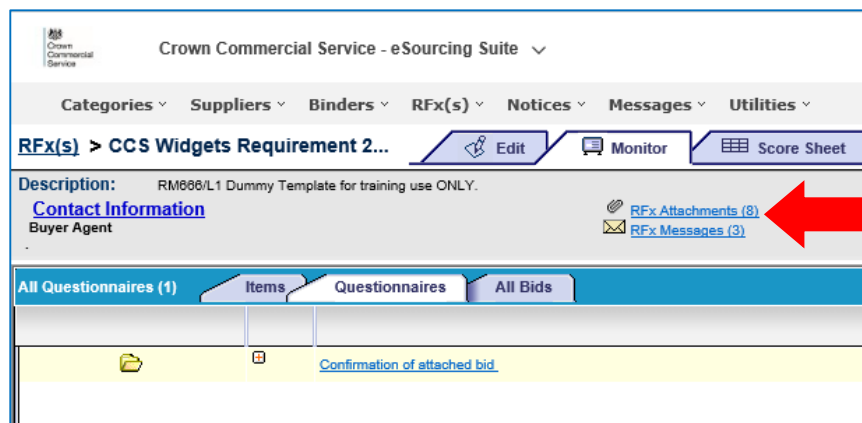 Crown
Commercial
Service
Crown Commercial Service - eSourcing Suite
Categories Suppliers Binders RFx(s) Notices Messages Utilities
RFx(s) > CCS Widgets Requirement 2... Edit Monitor Score Sheet
Description: RM666/L1 Dummy Template for training use ONLY.
Contact Information RFx Attachments (8)
Buyer Agent RFx Messages (3)
.
All Questionnaires (1) Items Questionnaires All Bids
Confirmation of attached bid